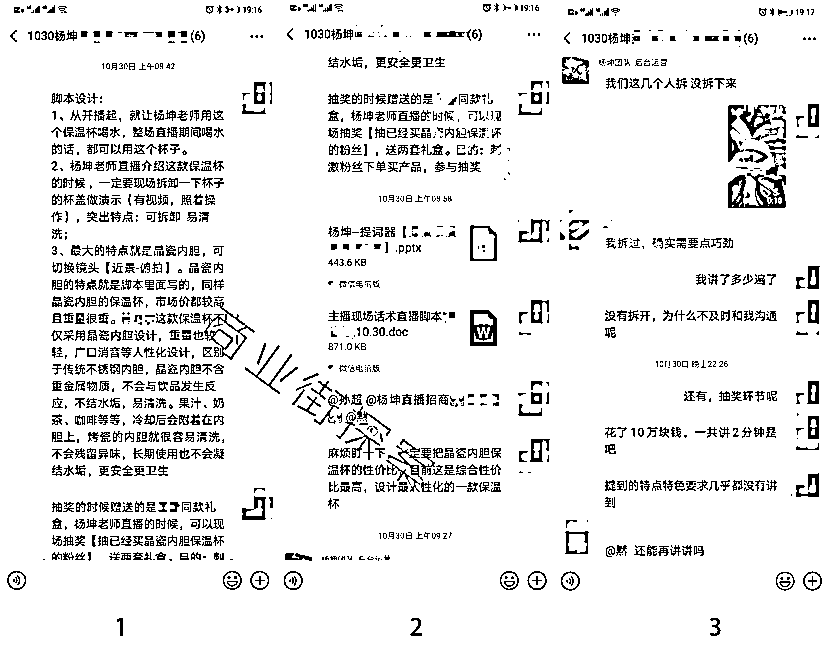 19:16
1030杨坤
(6)
10月30日 上午08:42
脚本设计:
1、从开播起，就让杨坤老师用这
个保温杯喝水，整场直播期间喝水
的话，都可以用这个杯子。
2、杨坤老师直播介绍这款保温杯
的时候，一定要现场拆卸一下杯子
的杯盖做演示（有视频，照着操
作），突出特点：可拆卸 易清
洗；
3、最大的特点就是晶瓷内胆，可
切换镜头【近景-俯拍】。晶瓷内
胆的特点就是脚本里面写的，同样
晶瓷内胆的保温杯，市场价都较高
且重量很重。
这款保温杯不
仅采用晶瓷内胆设计，重量也较
轻，广口消音等人性化设计，区别
于传统不锈钢内胆，晶瓷内胆不含
重金属物质，不会与饮品发生反
应，不结水垢，易清洗。果汁、奶
茶、咖啡等等，冷却后会附着在内
胆上，烤瓷的内胆就很容易清洗，
不会残留异味，长期使用也不会凝
结水垢，更安全更卫生
抽奖的时候赠送的是
同款礼
盒，杨坤老师直播的时候，可以现
场抽奖【抽已经买晶瓷内胆保温杯
的粉丝】，送两套礼盒。目的：刺
1
19:16
1030杨坤
(6)
结水垢，更安全更卫生
抽奖的时候赠送的是
同款礼
盒，杨坤老师直播的时候，可以现
场抽奖【抽已经买晶瓷内胆保温杯
的粉丝】，送两套礼盒。目的：刺
激粉丝下单买产品，参与抽奖
10月30日 上午08:58
杨坤-提词器【
】.pptx
443.6 KB
微信电脑版
主播现场话术直播脚本
10.30.doc
W
871.0 KB
微信电脑版
@孙超 @杨坤直播招商
@默
麻烦盯一下，一定要把晶瓷内胆保
温杯的性价比，目前这是综合性价
比最高，设计最人性化的一款保温
杯
10月30日 上午09:27
杨坤团队 后台运营
2
19:17
1030杨坤
(6)
杨坤团队 后台运营
我们这几个人拆 没拆下来
0:10
我拆过，确实需要点巧劲
我讲了多少遍了
没有拆开，为什么不及时和我沟通
呢
10月30日 晚上22:26
还有，抽奖环节呢
花了10万块钱，一共讲2分钟是
吧
提到的特点特色要求几乎都没有讲
到
@默 还能再讲讲吗
3
商业街探案